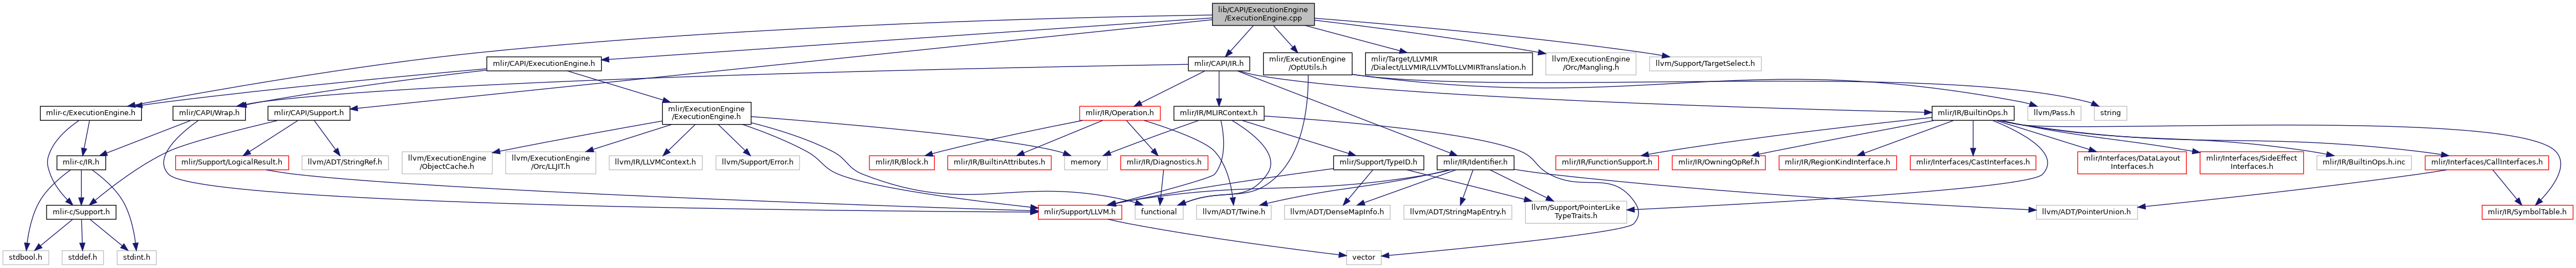 lib/CAPI/ExecutionEngine
/ExecutionEngine.cpp
mlir/CAPI/ExecutionEngine.h
mlir/CAPI/IR.h
mlir/ExecutionEngine
/OptUtils.h
mlir/Target/LLVMIR
/Dialect/LLVMIR/LLVMToLLVMIRTranslation.h
llvm/ExecutionEngine
/Orc/Mangling.h
llvm/Support/TargetSelect.h
mlir-c/ExecutionEngine.h
mlir/CAPI/Wrap.h
mlir/CAPI/Support.h
mlir/ExecutionEngine
/ExecutionEngine.h
mlir/IR/Operation.h
mlir/IR/MLIRContext.h
mlir/IR/BuiltinOps.h
llvm/Pass.h
string
mlir-c/IR.h
mlir/Support/LogicalResult.h
llvm/ADT/StringRef.h
llvm/ExecutionEngine
/ObjectCache.h
llvm/ExecutionEngine
/Orc/LLJIT.h
llvm/IR/LLVMContext.h
llvm/Support/Error.h
mlir/IR/Block.h
mlir/IR/BuiltinAttributes.h
memory
mlir/IR/Diagnostics.h
mlir/Support/TypeID.h
mlir/IR/Identifier.h
mlir/IR/FunctionSupport.h
mlir/IR/OwningOpRef.h
mlir/IR/RegionKindInterface.h
mlir/Interfaces/CastInterfaces.h
mlir/Interfaces/DataLayout
Interfaces.h
mlir/Interfaces/SideEffect
Interfaces.h
mlir/IR/BuiltinOps.h.inc
mlir/Interfaces/CallInterfaces.h
mlir-c/Support.h
mlir/Support/LLVM.h
functional
llvm/ADT/Twine.h
llvm/ADT/DenseMapInfo.h
llvm/ADT/StringMapEntry.h
llvm/Support/PointerLike
TypeTraits.h
llvm/ADT/PointerUnion.h
mlir/IR/SymbolTable.h
stdbool.h
stddef.h
stdint.h
vector